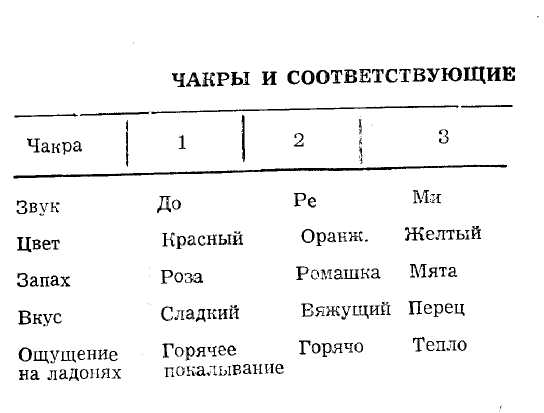 ЧАКРЫ И СООТВЕТСТВУЮЩИЕ
Чакра 1 2 3
Звук До Ре Ми
Цвет Красный Оранж. Желтый
Запах Роза Ромашка Мята
Вкус Сладкий Вяжущий Перец
Ощущение Горячее Горячо Тепло
на ладонях покалывание